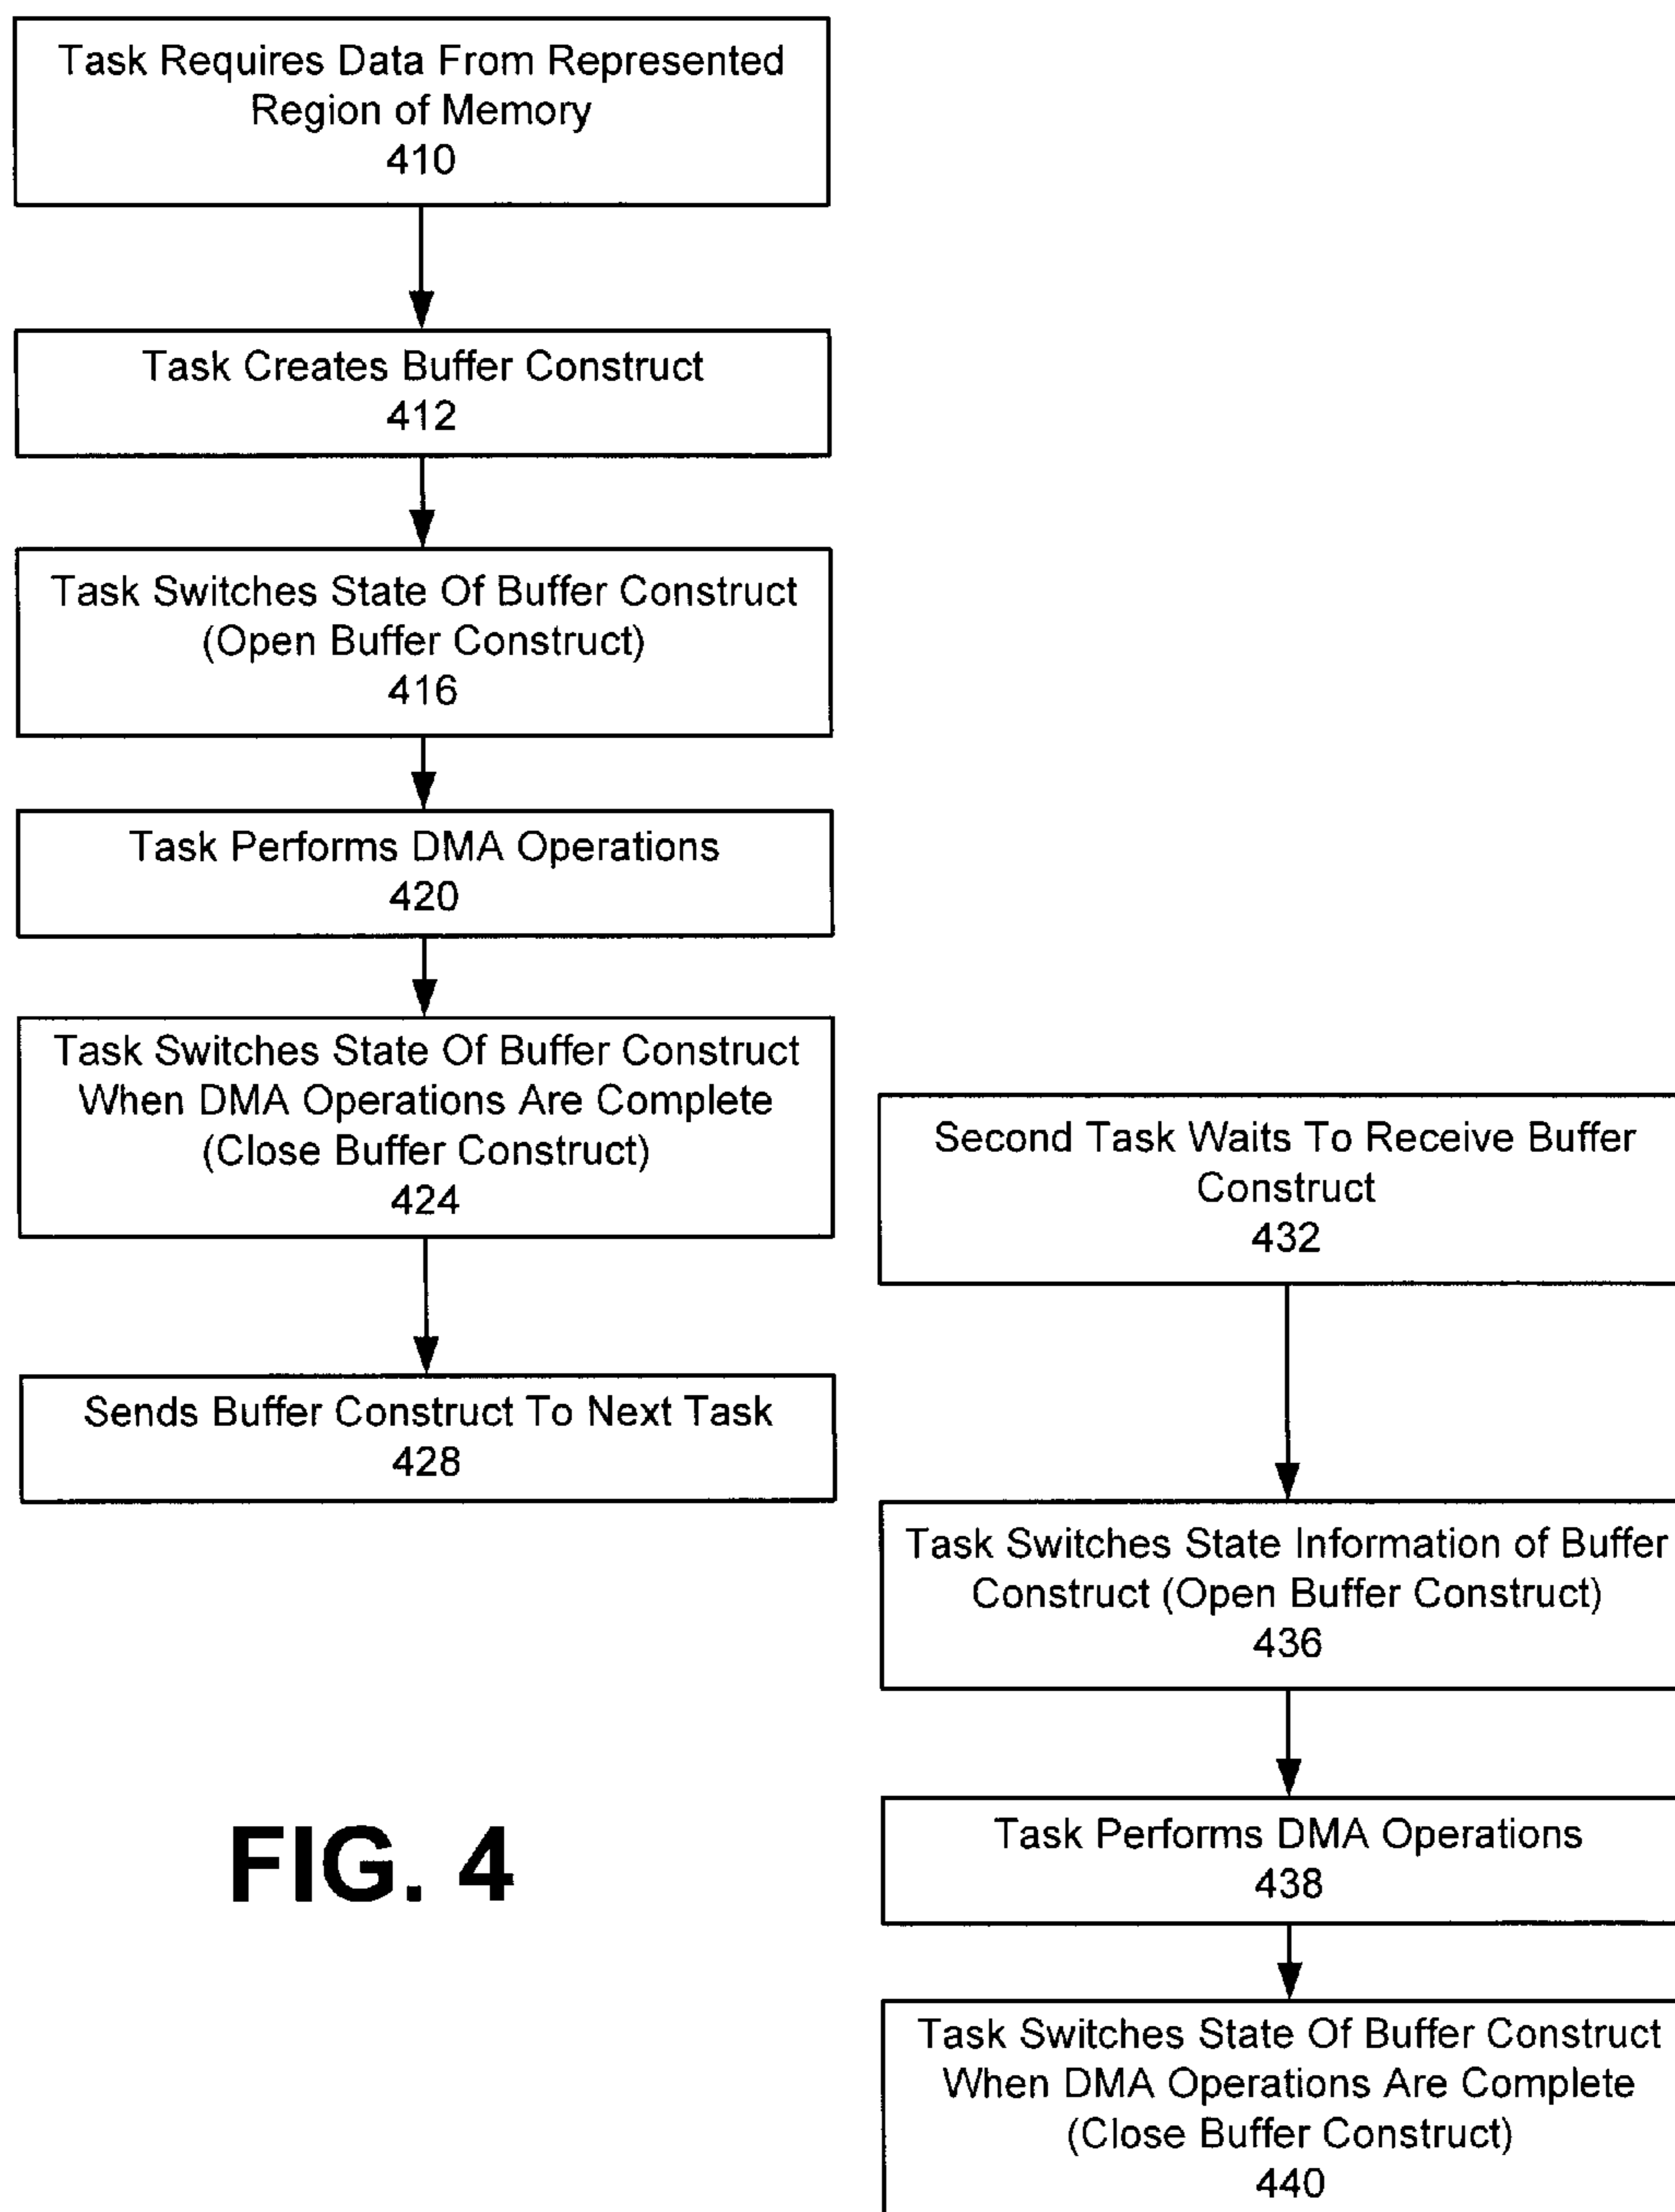 Task Requires Data From Represented
Region of Memory
410
Task Creates Buffer Construct
412
Task Switches State Of Buffer Construct
(Open Buffer Construct)
416
Task Performs DMA Operations
420
Task Switches State Of Buffer Construct
When DMA Operations Are Complete
(Close Buffer Construct)
424
Sends Buffer Construct To Next Task
428
Second Task Waits To Receive Buffer
Construct
432
Task Switches State Information of Buffer
Construct (Open Buffer Construct)
436
Task Performs DMA Operations
438
Task Switches State Of Buffer Construct
When DMA Operations Are Complete
(Close Buffer Construct)
440
FIG. 4